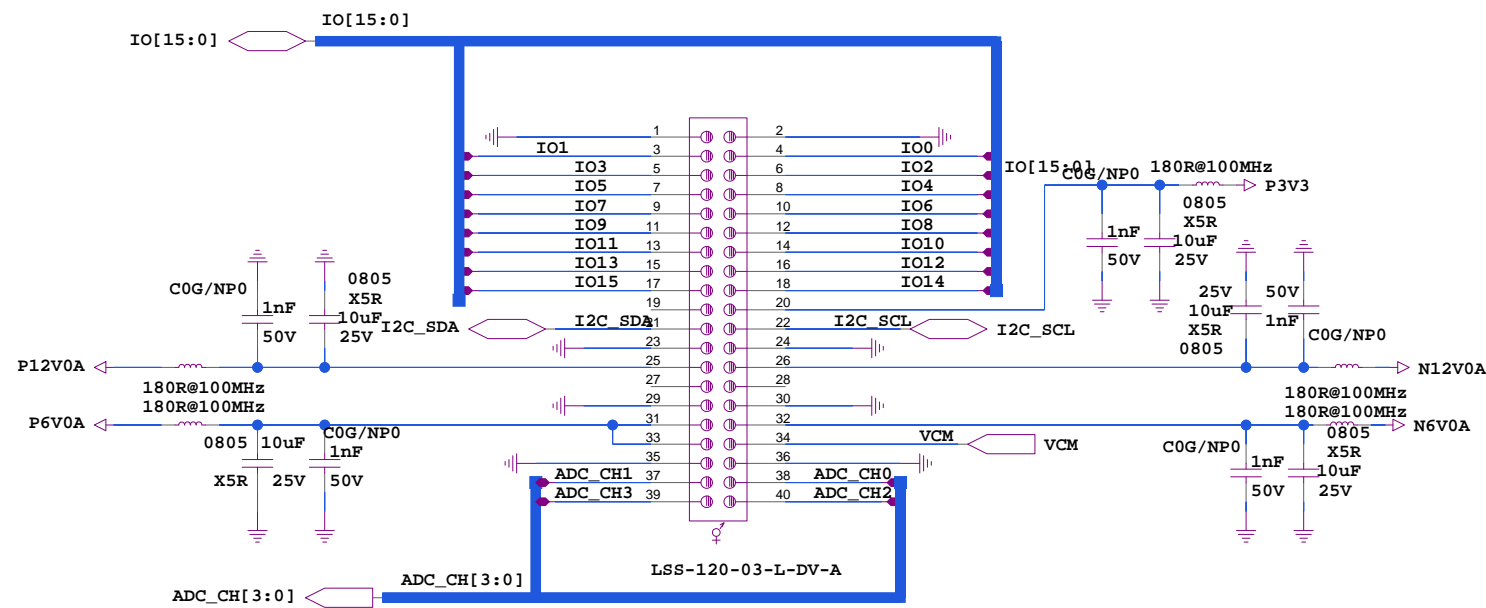 IO[15:0]
IO[15:0]
1 2
IO1 3 4 IO0
IO3 5 6 IO2
IO[15:0]
C0G/NP0
180R@100MHz
P3V3
IO5 7 8 IO4
0805
X5R
1nF 10uF
50V 25V
IO7 9 10 IO6
IO9 11 12 IO8
IO11 13 14 IO10
IO13 15 16 IO12
IO15 17 18 IO14
19 20
C0G/NP0
1nF
50V
0805
X5R
10uF
25V
25V
10uF
X5R
0805
50V
1nF
C0G/NP0
I2C_SDA I2C_SDA 21 22 I2C_SCL I2C_SCL
23 24
P12V0A 25 26 N12V0A
180R@100MHz
180R@100MHz
27 28
180R@100MHz
180R@100MHz
29 30
P6V0A 31 32 N6V0A
0805 10uF
X5R 25V
C0G/NP0
1nF
50V
33 34 VCM VCM
C0G/NP0
1nF
50V
0805
X5R
10uF
25V
35 36
ADC_CH1 37 38 ADC_CH0
ADC_CH3 39 40 ADC_CH2
LSS-120-03-L-DV-A
ADC_CH[3:0]
ADC_CH[3:0]